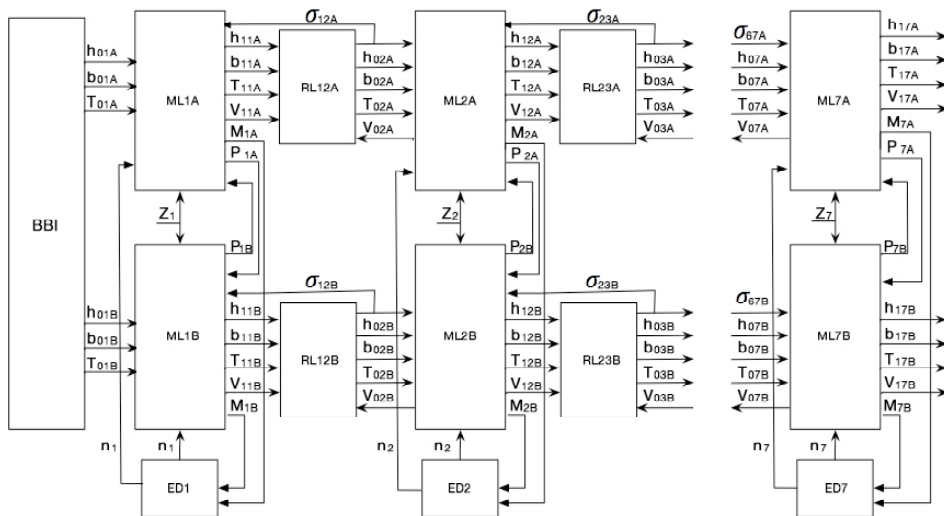 σ12A σ23A
h01A h11A h02A h12A h03A σ67A h17A
b01A b11A b02A b12A b03A h07A b17A
T01A T11A T02A T12A T03A b07A T17A
V11A V02A V12A V03A T07A V17A
M1A M2A V07A M7A
P1A P2A P7A
ML1A RL12A ML2A RL23A ML7A
BBI
Z1 Z2 Z7
P1B P2B P7B
σ12B σ23B σ67B
h01B h11B h02B h12B h03B h07B h17B
b01B b11B b02B b12B b03B b07B b17B
T01B T11B T02B T12B T03B T07B T17B
V11B V02B V12B V03B V07B V17B
M1B M2B M7B
ML1B RL12B ML2B RL23B ML7B
n1 n1 n2 n2 n7 n7
ED1 ED2 ED7